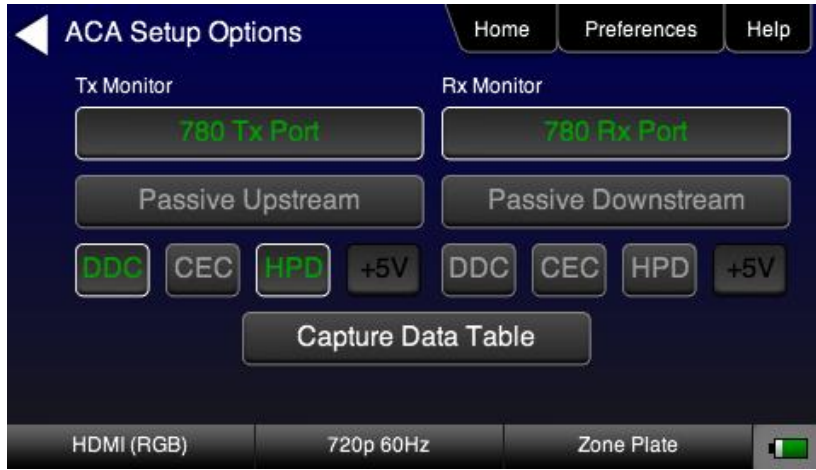 ACA Setup Options
Home
Preferences
Help
Tx Monitor
Rx Monitor
780 Tx Port
780 Rx Port
Passive Upstream
Passive Downstream
DDC CEC HPD +5V
DDC CEC HPD +5V
Capture Data Table
HDMI (RGB)
720p 60Hz
Zone Plate